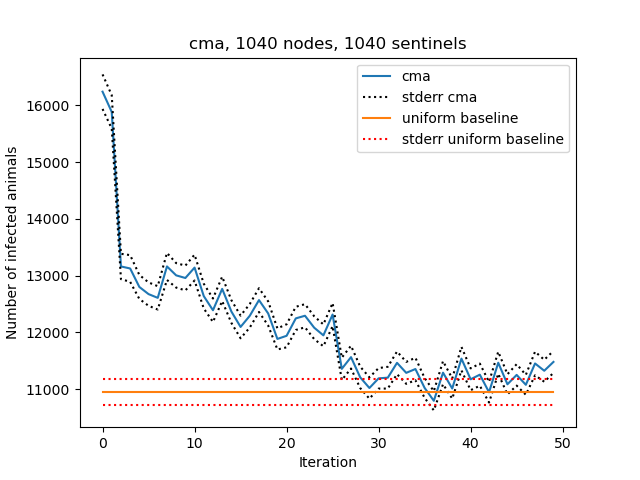 cma, 1040 nodes, 1040 sentinels
cma
stderr cma
uniform baseline
stderr uniform baseline
Number of infected animals
16000
15000
14000
13000
12000
11000
0 10 20 30 40 50
Iteration